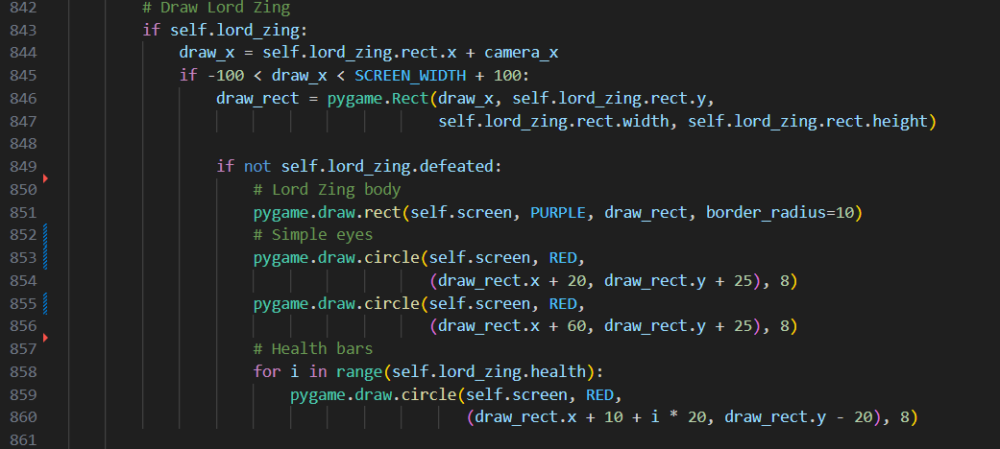 842 # Draw Lord Zing
843 if self.lord_zing:
844 draw_x = self.lord_zing.rect.x + camera_x
845 if -100 < draw_x < SCREEN_WIDTH + 100:
846 draw_rect = pygame.Rect(draw_x, self.lord_zing.rect.y,
847 self.lord_zing.rect.width, self.lord_zing.rect.height)
848
849 if not self.lord_zing.defeated:
850 # Lord Zing body
851 pygame.draw.rect(self.screen, PURPLE, draw_rect, border_radius=10)
852 # Simple eyes
853 pygame.draw.circle(self.screen, RED,
854 (draw_rect.x + 20, draw_rect.y + 25), 8)
855 pygame.draw.circle(self.screen, RED,
856 (draw_rect.x + 60, draw_rect.y + 25), 8)
857 # Health bars
858 for i in range(self.lord_zing.health):
859 pygame.draw.circle(self.screen, RED,
860 (draw_rect.x + 10 + i * 20, draw_rect.y - 20), 8)
861